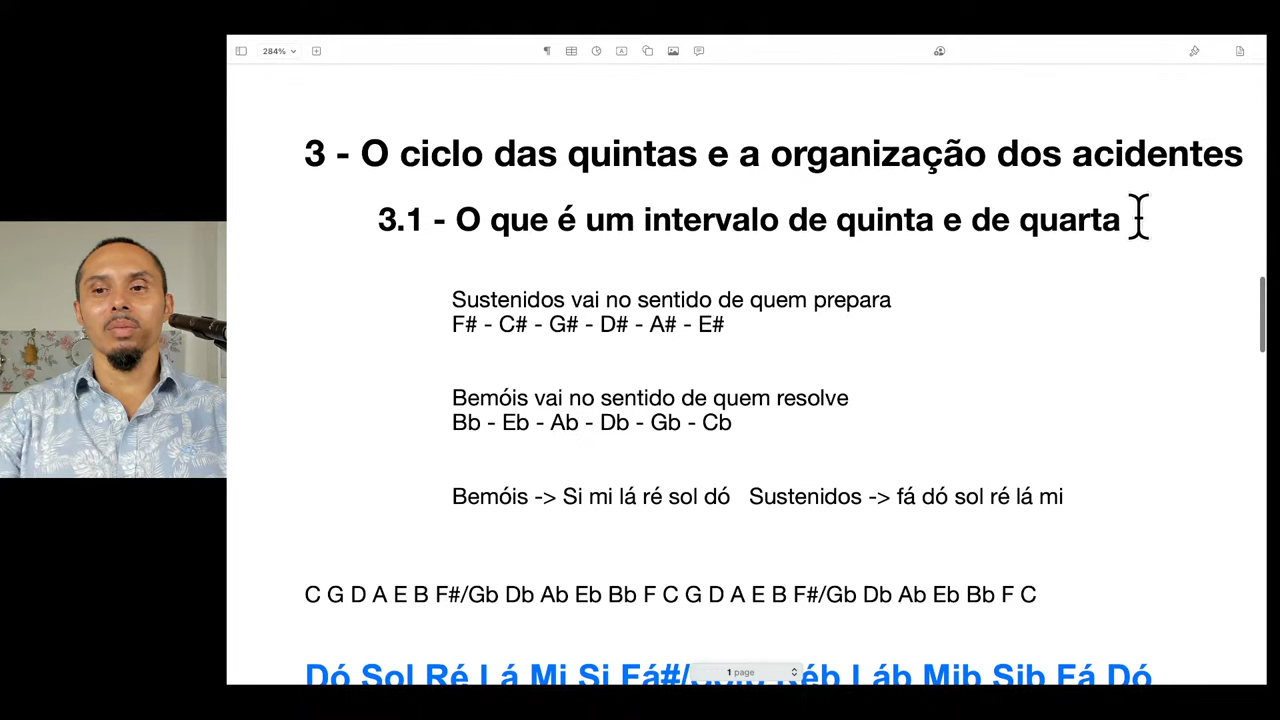 284%
3 - O ciclo das quintas e a organização dos acidentes
3.1 - O que é um intervalo de quinta e de quarta
Sustenidos vai no sentido de quem prepara
F# - C# - G# - D# - A# - E#
Bemóis vai no sentido de quem resolve
Bb - Eb - Ab - Db - Gb - Cb
Bemóis -> Si mi lá ré sol dó Sustenidos -> fá dó sol ré lá mi
C G D A E B F#/Gb Db Ab Eb Bb F C G D A E B F#/Gb Db Ab Eb Bb F C
Dó Sol Ré Lá Mi Si Fá#/ Réb Láb Mib Sib Fá Dó
1 page